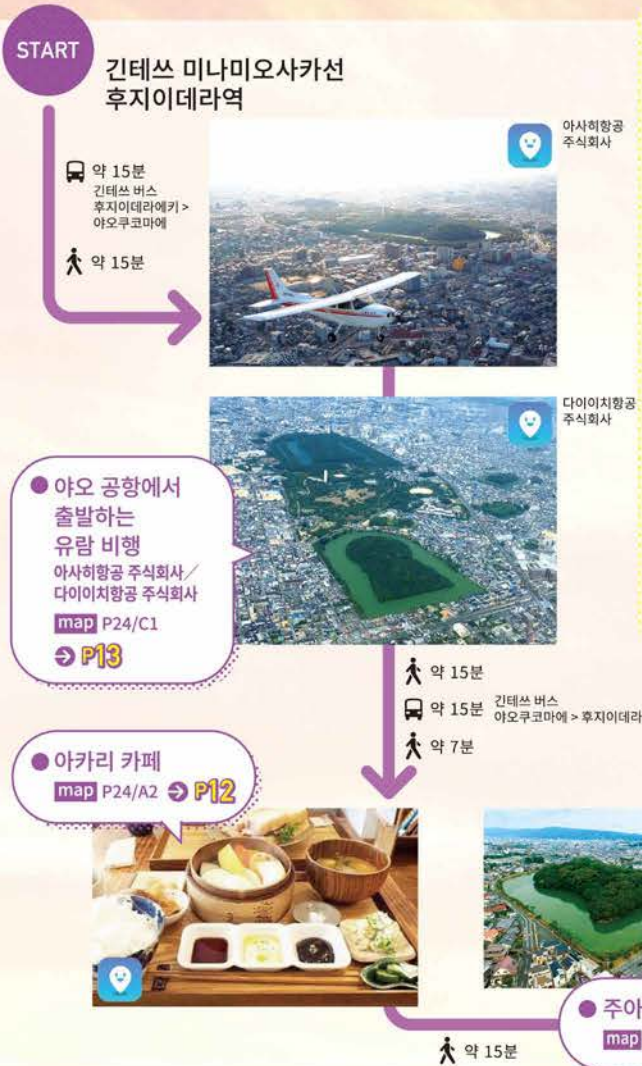 START
긴테쓰 미나미오사카선
후지이데라역
약 15분
긴테쓰 버스
후지이데라에키 >
야오쿠코마에
약 15분
아사히항공
주식회사
다이이치항공
주식회사
● 야오 공항에서
출발하는
유람 비행
아사히항공 주식회사／
다이이치항공 주식회사
map P24/C1
P13
약 15분
약 15분
긴테쓰 버스
야오쿠코마에 > 후지이데라
약 7분
● 아카리 카페
map P24/A2 P12
● 주아
map
약 15분